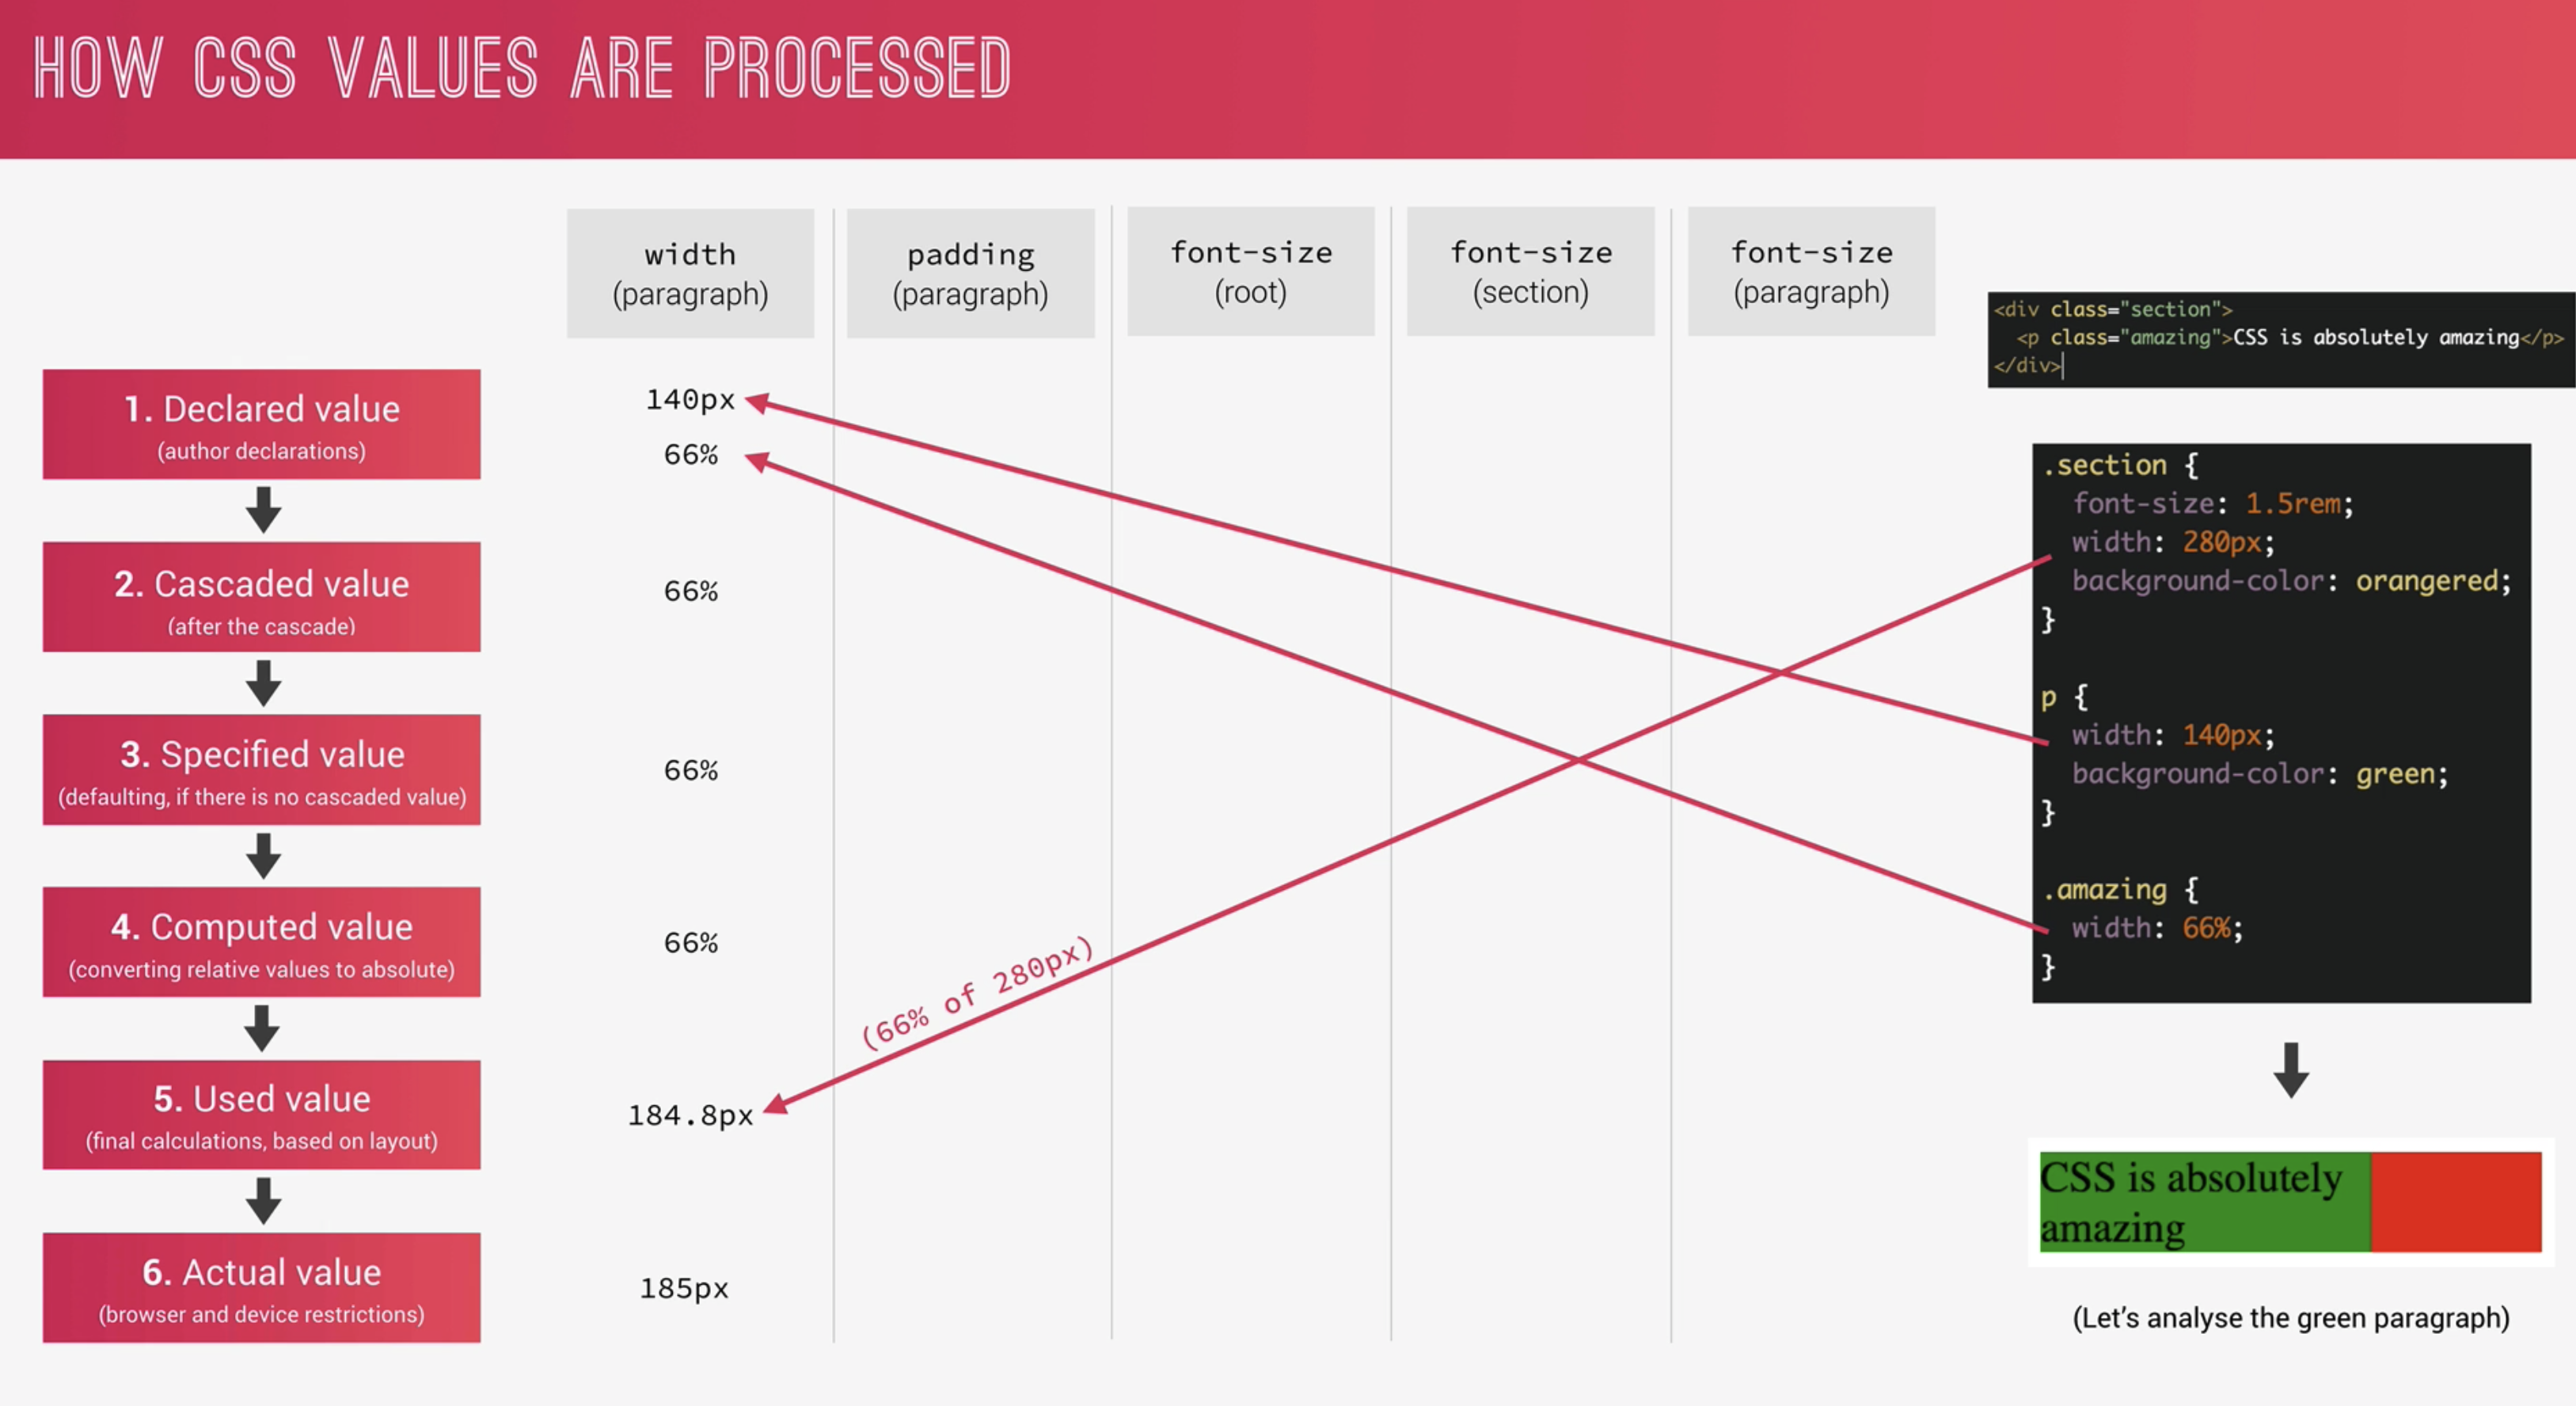 HOW CSS VALUES ARE PROCESSED
width
(paragraph)
padding
(paragraph)
font-size
(root)
font-size
(section)
font-size
(paragraph)
<div class="section">
<p class="amazing">CSS is absolutely amazing</p>
</div>
1. Declared value
(author declarations)
140px
66%
2. Cascaded value
(after the cascade)
66%
3. Specified value
(defaulting, if there is no cascaded value)
66%
4. Computed value
(converting relative values to absolute)
66%
(66% of 280px)
5. Used value
(final calculations, based on layout)
184.8px
6. Actual value
(browser and device restrictions)
185px
.section {
font-size: 1.5rem;
width: 280px;
background-color: orangered;
}
p {
width: 140px;
background-color: green;
}
.amazing {
width: 66%;
}
CSS is absolutely
amazing
(Let's analyse the green paragraph)